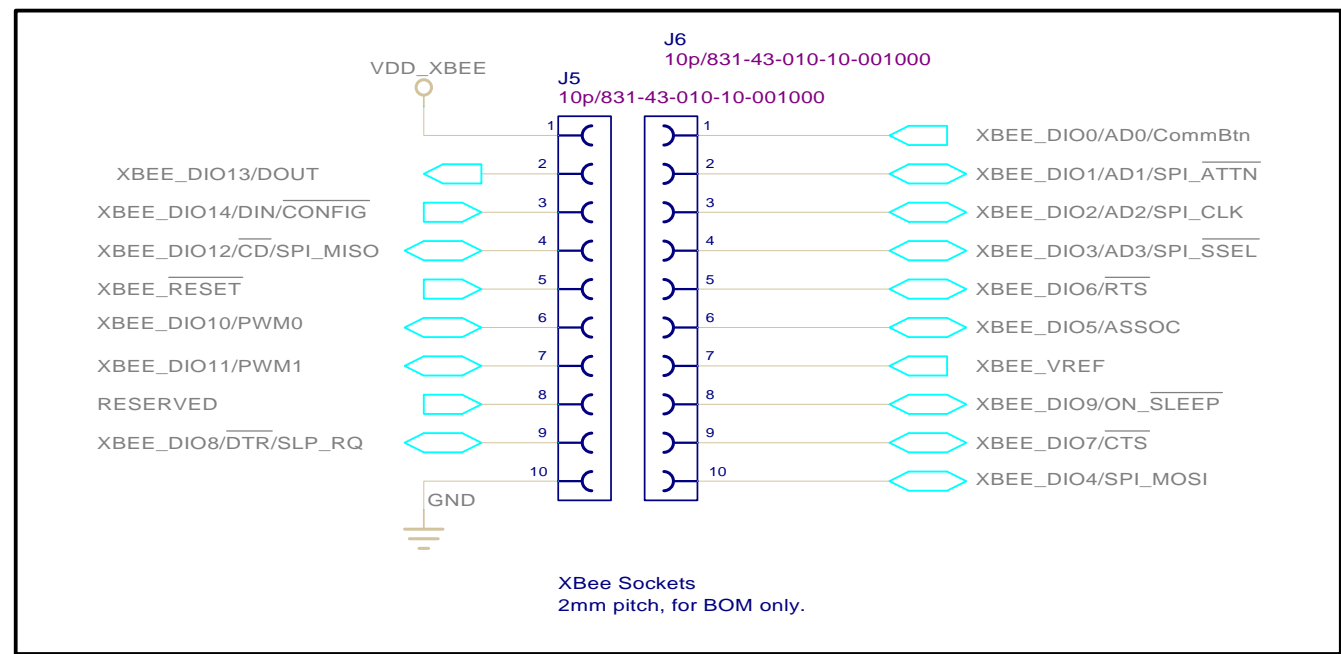 J6
10p/831-43-010-10-001000
VDD_XBEE
J5
10p/831-43-010-10-001000
1
1
XBEE_DIO0/AD0/CommBtn
XBEE_DIO13/DOUT
2
2
XBEE_DIO1/AD1/SPI_ATTN
XBEE_DIO14/DIN/CONFIG
3
3
XBEE_DIO2/AD2/SPI_CLK
XBEE_DIO12/CD/SPI_MISO
4
4
XBEE_DIO3/AD3/SPI_SSEL
XBEE_RESET
5
5
XBEE_DIO6/RTS
XBEE_DIO10/PWM0
6
6
XBEE_DIO5/ASSOC
XBEE_DIO11/PWM1
7
7
XBEE_VREF
RESERVED
8
8
XBEE_DIO9/ON_SLEEP
XBEE_DIO8/DTR/SLP_RQ
9
9
XBEE_DIO7/CTS
10
10
XBEE_DIO4/SPI_MOSI
GND
XBee Sockets
2mm pitch, for BOM only.